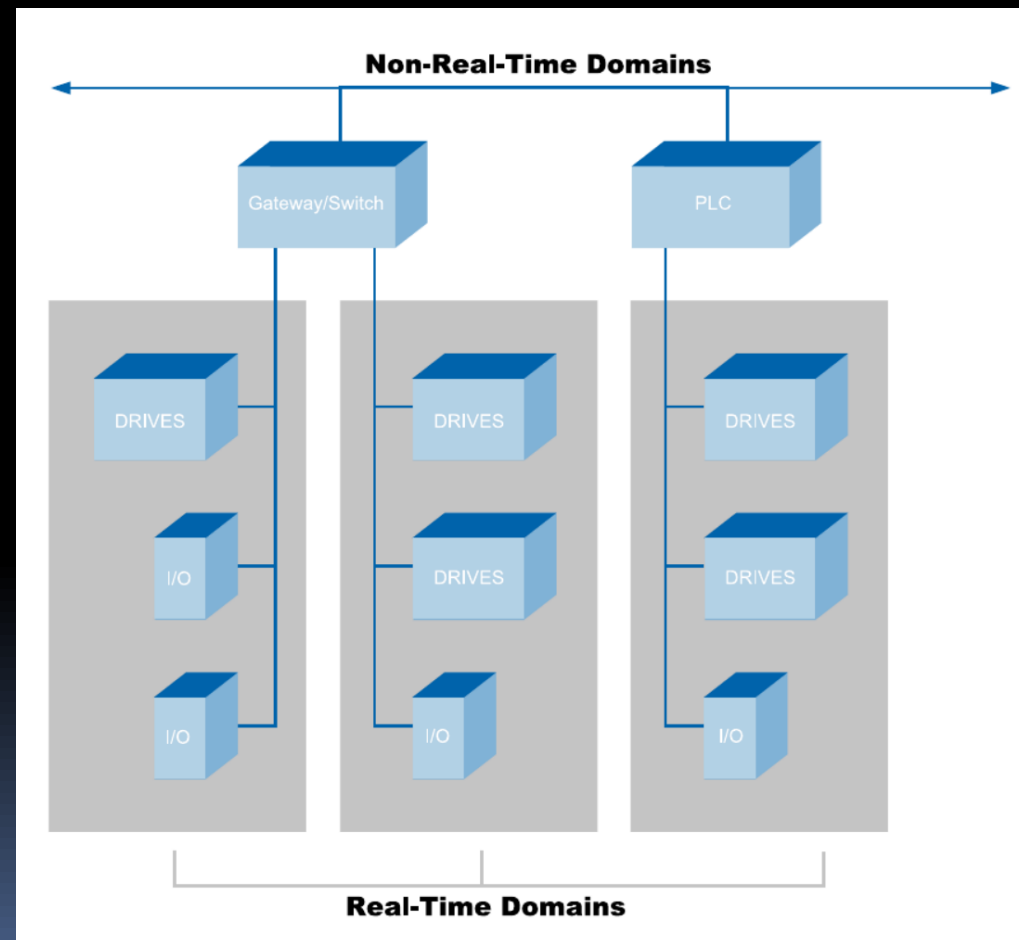 Non-Real-Time Domains
Gateway/Switch
PLC
DRIVES
DRIVES
DRIVES
I/O
DRIVES
DRIVES
I/O
I/O
I/O
Real-Time Domains